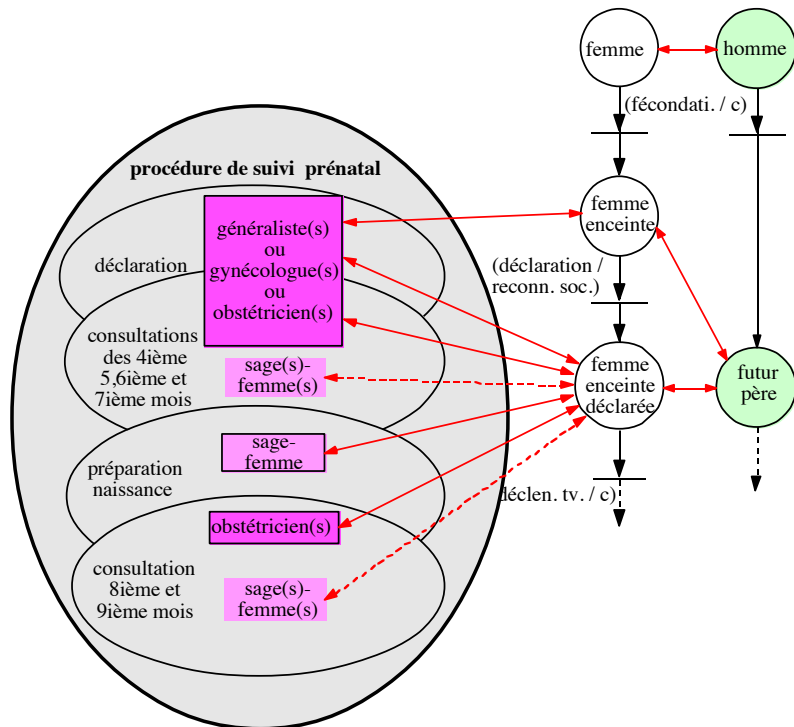 femme
homme
(fécondati. / c)
procédure de suivi prénatal
femme
enceinte
généraliste(s)
ou
gynécologue(s)
ou
obstétricien(s)
déclaration
(déclaration /
reconn. soc.)
consultations
des 4ième
5,6ième et
7ième mois
sage(s)-
femme(s)
femme
enceinte
déclarée
futur
père
sage-
femme
préparation
naissance
déclen. tv. / c)
obstétricien(s)
consultation
8ième et
9ième mois
sage(s)-
femme(s)